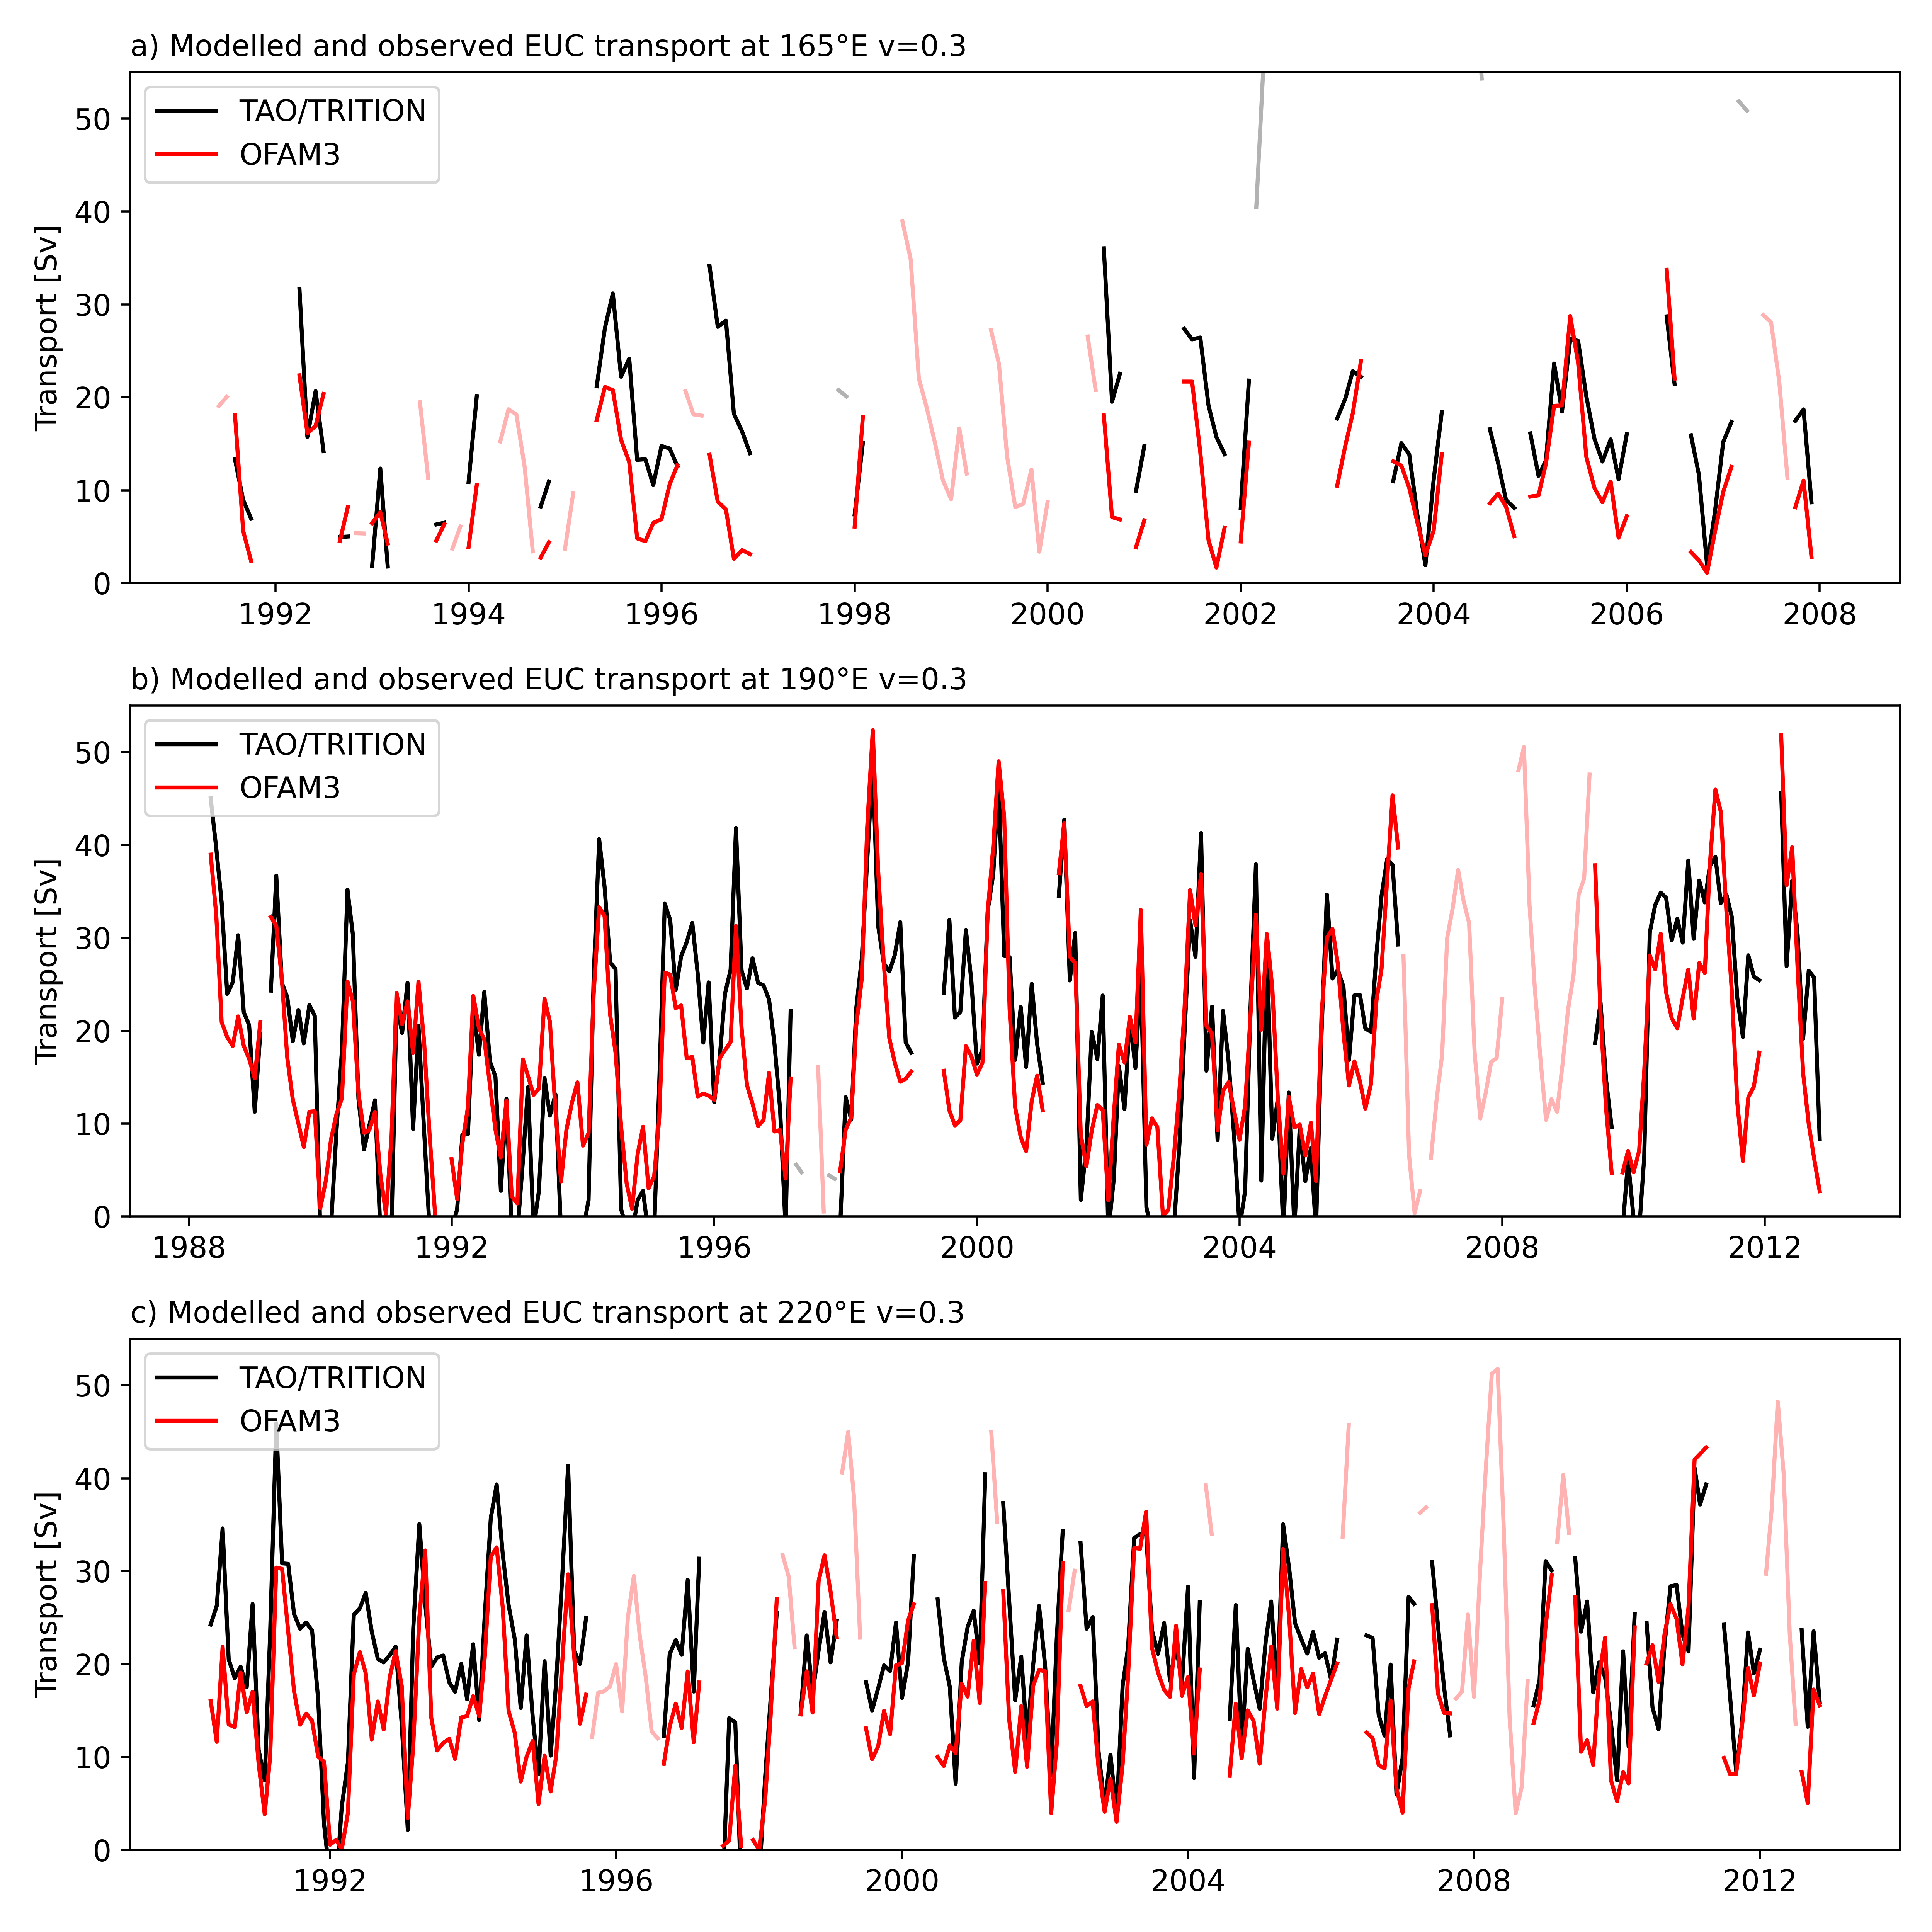 a) Modelled and observed EUC transport at 165°E v=0.3
TAO/TRITION
OFAM3
Transport [Sv]
50
40
30
20
10
0
1992 1994 1996 1998 2000 2002 2004 2006 2008
b) Modelled and observed EUC transport at 190°E v=0.3
TAO/TRITION
OFAM3
Transport [Sv]
50
40
30
20
10
0
1988 1992 1996 2000 2004 2008 2012
c) Modelled and observed EUC transport at 220°E v=0.3
TAO/TRITION
OFAM3
Transport [Sv]
50
40
30
20
10
0
1992 1996 2000 2004 2008 2012